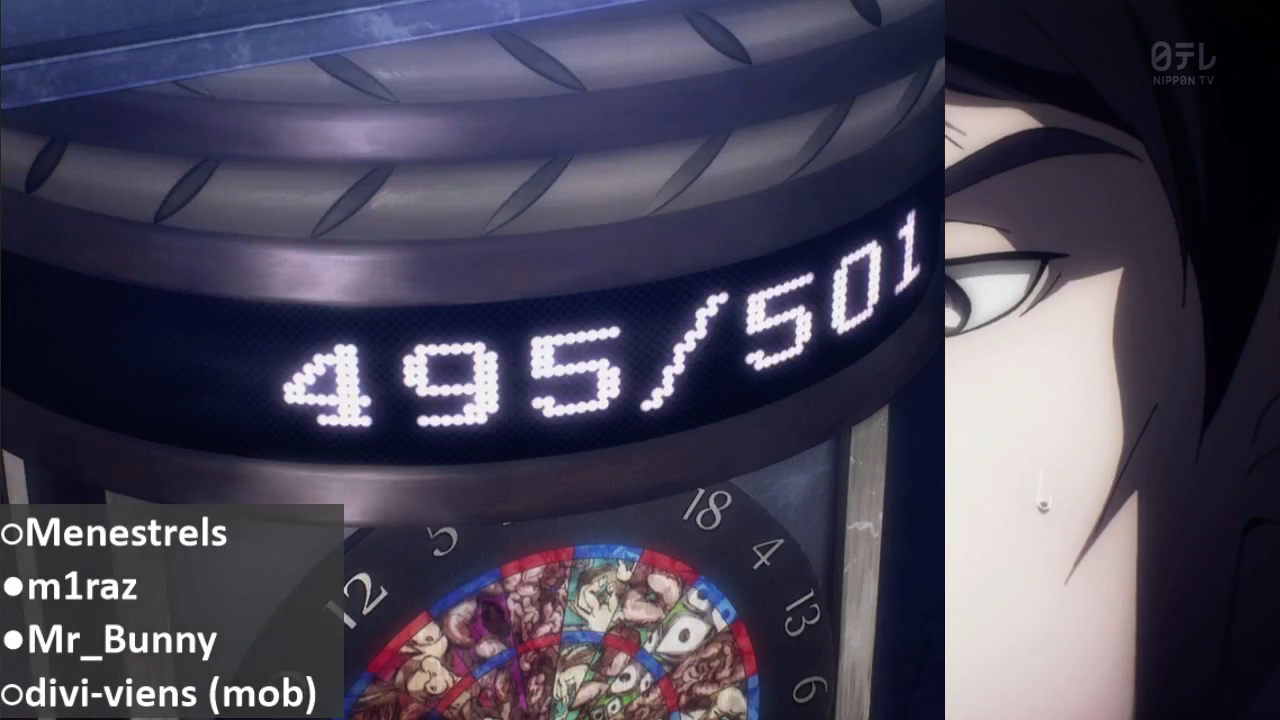 日テレ
NIPPON TV
495/501
5
18
4
12
13
6
○Menestrels
●m1raz
●Mr_Bunny
○divi-viens (mob)